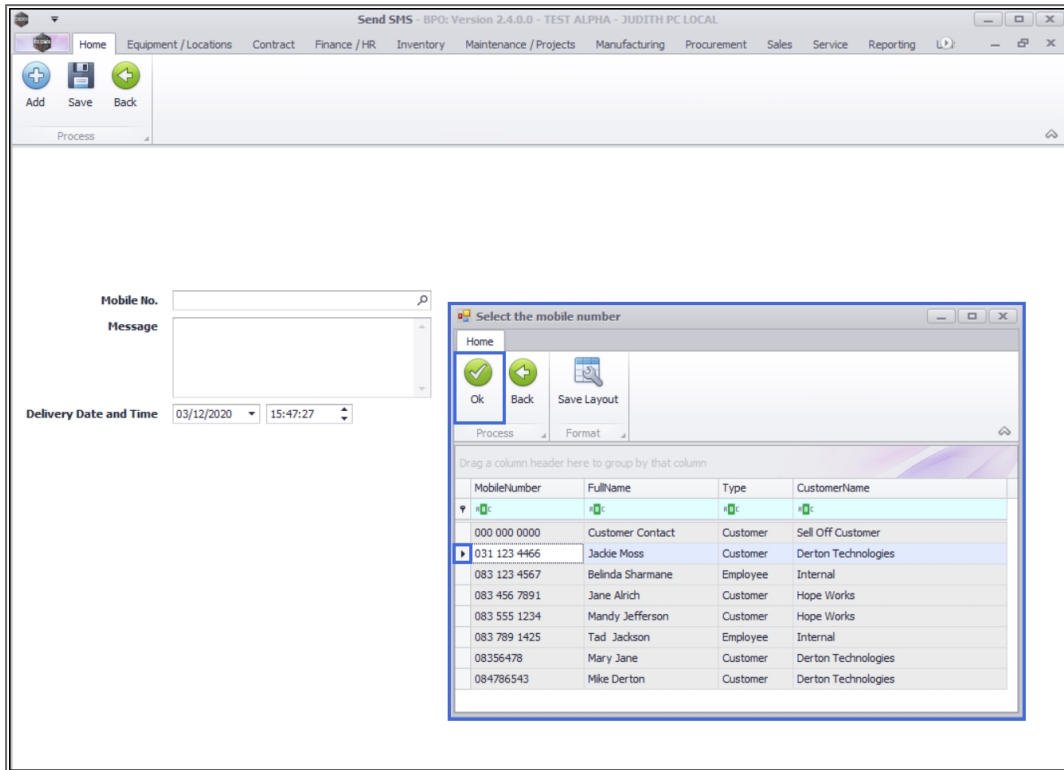 Send SMS - BPO: Version 2.4.0.0 - TEST ALPHA - JUDITH PC LOCAL
Home Equipment / Locations Contract Finance / HR Inventory Maintenance / Projects Manufacturing Procurement Sales Service Reporting
Add Save Back
Process
Mobile No.
Message
Delivery Date and Time 03/12/2020 15:47:27
Select the mobile number
Home
Ok Back Save Layout
Process Format
Drag a column header here to group by that column
MobileNumber FullName Type CustomerName
000 000 0000 Customer Contact Customer Sell Off Customer
031 123 4466 Jackie Moss Customer Derton Technologies
083 123 4567 Belinda Sharmane Employee Internal
083 456 7891 Jane Alrich Customer Hope Works
083 555 1234 Mandy Jefferson Customer Hope Works
083 789 1425 Tad Jackson Employee Internal
08356478 Mary Jane Customer Derton Technologies
084786543 Mike Derton Customer Derton Technologies